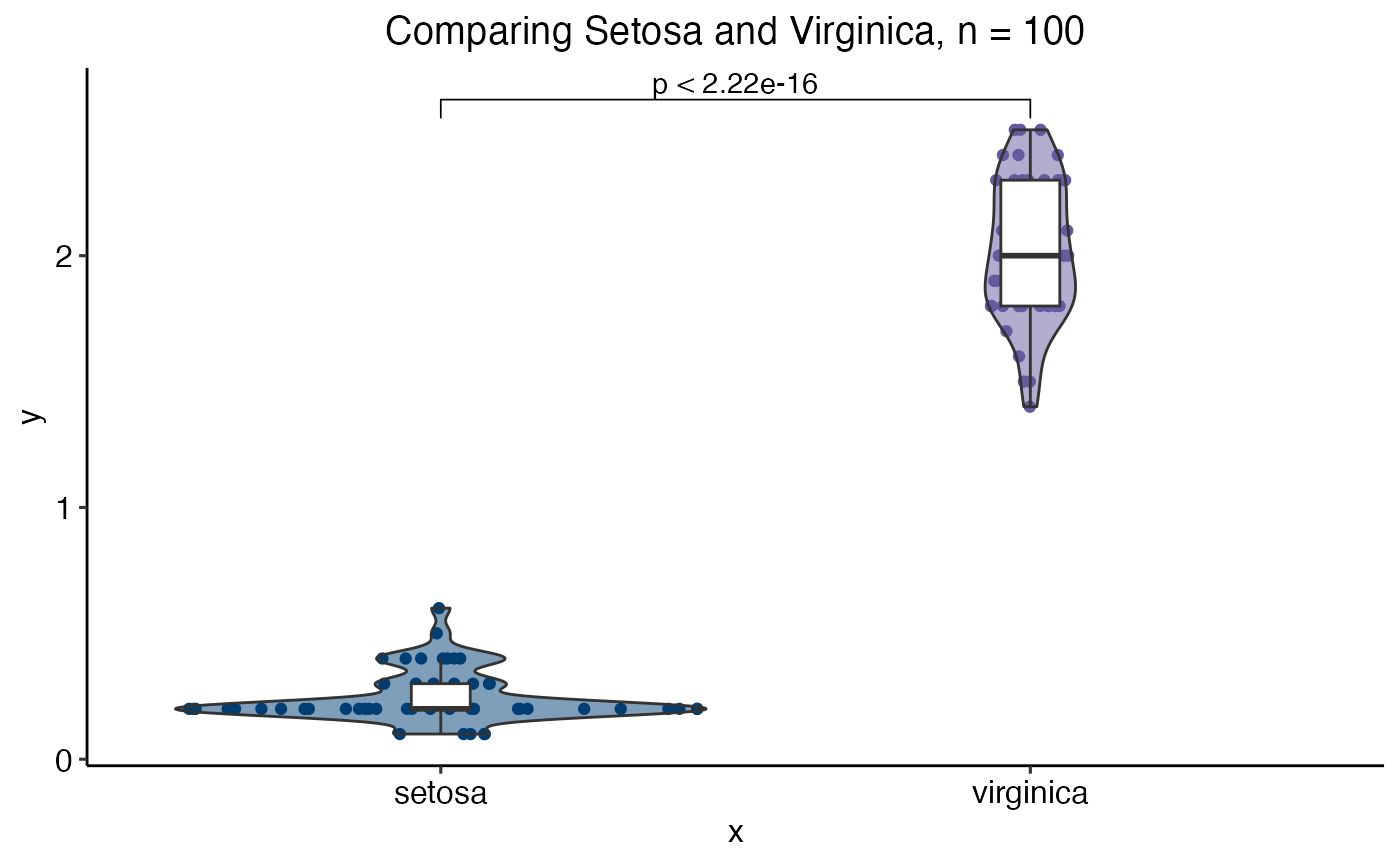 Comparing Setosa and Virginica, n = 100
p < 2.22e-16
2
1
0
y
setosa
virginica
x